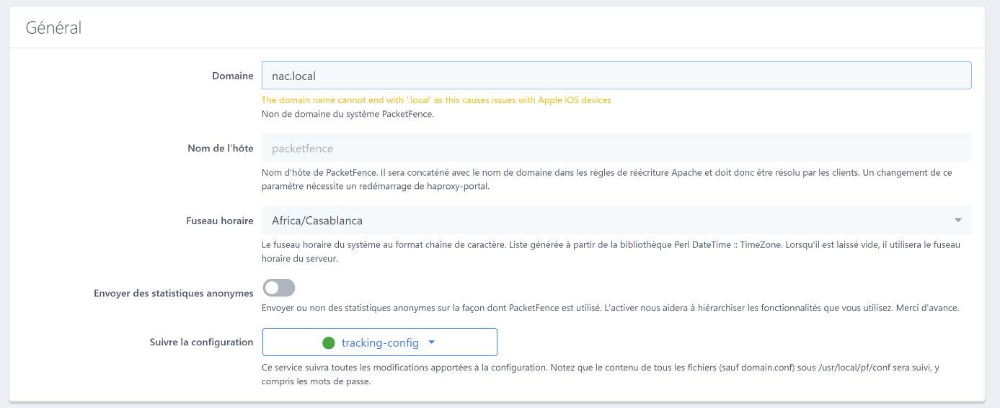 Général
Domaine
nac.local
The domain name cannot end with '.local' as this causes issues with Apple iOS devices
Non de domaine du système PacketFence.
Nom de l'hôte
packetfence
Nom d'hôte de PacketFence. Il sera concaténé avec le nom de domaine dans les règles de réécriture Apache et doit donc être résolu par les clients. Un changement de ce
paramètre nécessite un redémarrage de haproxy-portal.
Fuseau horaire
Africa/Casablanca
Le fuseau horaire du système au format chaîne de caractère. Liste générée à partir de la bibliothèque Perl DateTime :: TimeZone. Lorsqu'il est laissé vide, il utilisera le fuseau
horaire du serveur.
Envoyer des statistiques anonymes
Envoyer ou non des statistiques anonymes sur la façon dont PacketFence est utilisé. L'activer nous aidera à hiérarchiser les fonctionnalités que vous utilisez. Merci d'avance.
Suivre la configuration
tracking-config
Ce service suivra toutes les modifications apportées à la configuration. Notez que le contenu de tous les fichiers (sauf domain.conf) sous /usr/local/pf/conf sera suivi, y
compris les mots de passe.